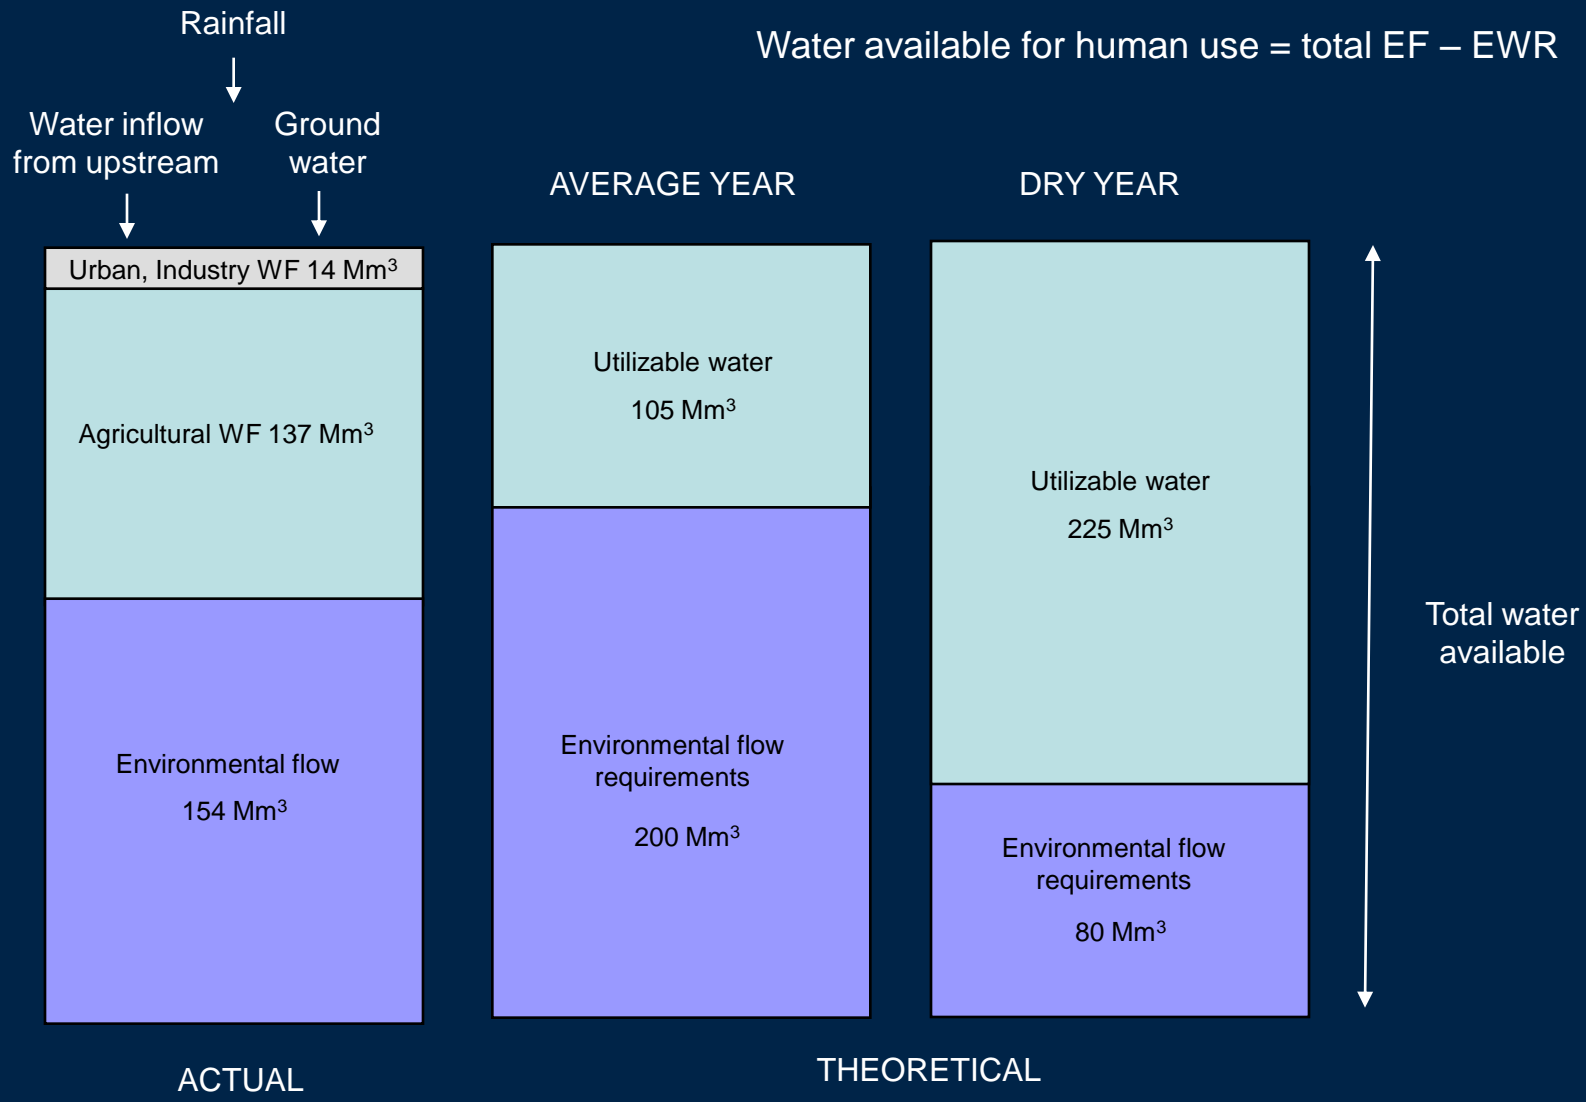 Rainfall
Water available for human use = total EF – EWR
Water inflow
from upstream
Ground
water
AVERAGE YEAR
DRY YEAR
Urban, Industry WF 14 Mm³
Agricultural WF 137 Mm³
Environmental flow
154 Mm³
Utilizable water
105 Mm³
Environmental flow
requirements
200 Mm³
Utilizable water
225 Mm³
Environmental flow
requirements
80 Mm³
Total water
available
ACTUAL
THEORETICAL